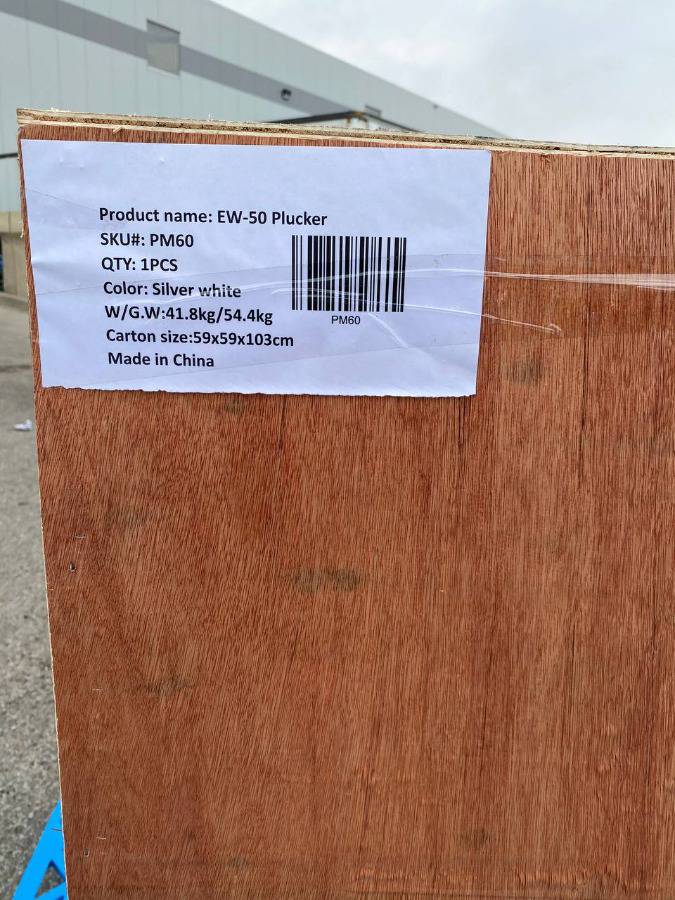 Product name: EW-50 Plucker
SKU#: PM60
QTY: 1PCS
Color: Silver white
W/G.W:41.8kg/54.4kg
Carton size:59x59x103cm
Made in China
PM60